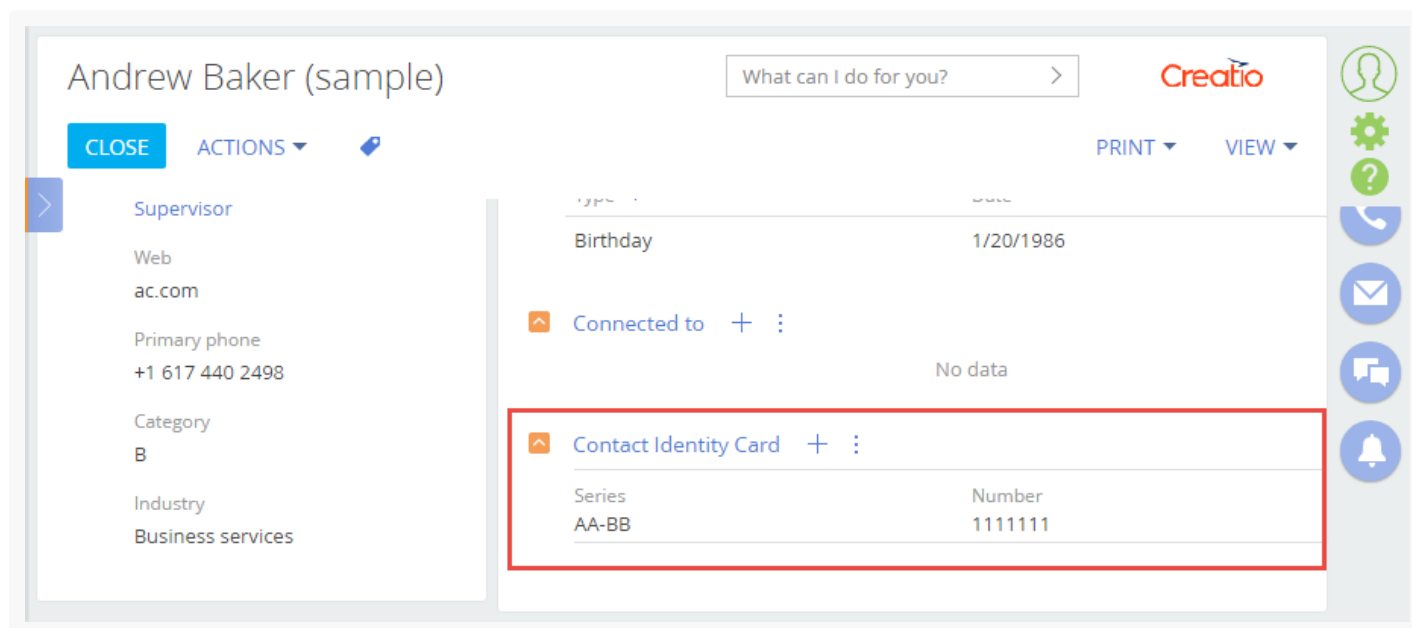 Andrew Baker (sample)
What can I do for you?
Creatio
CLOSE
ACTIONS
PRINT
VIEW
Supervisor
Web
ac.com
Primary phone
+1 617 440 2498
Category
B
Industry
Business services
Type
Date
Birthday
1/20/1986
Connected to
No data
Contact Identity Card
Series
Number
AA-BB
1111111